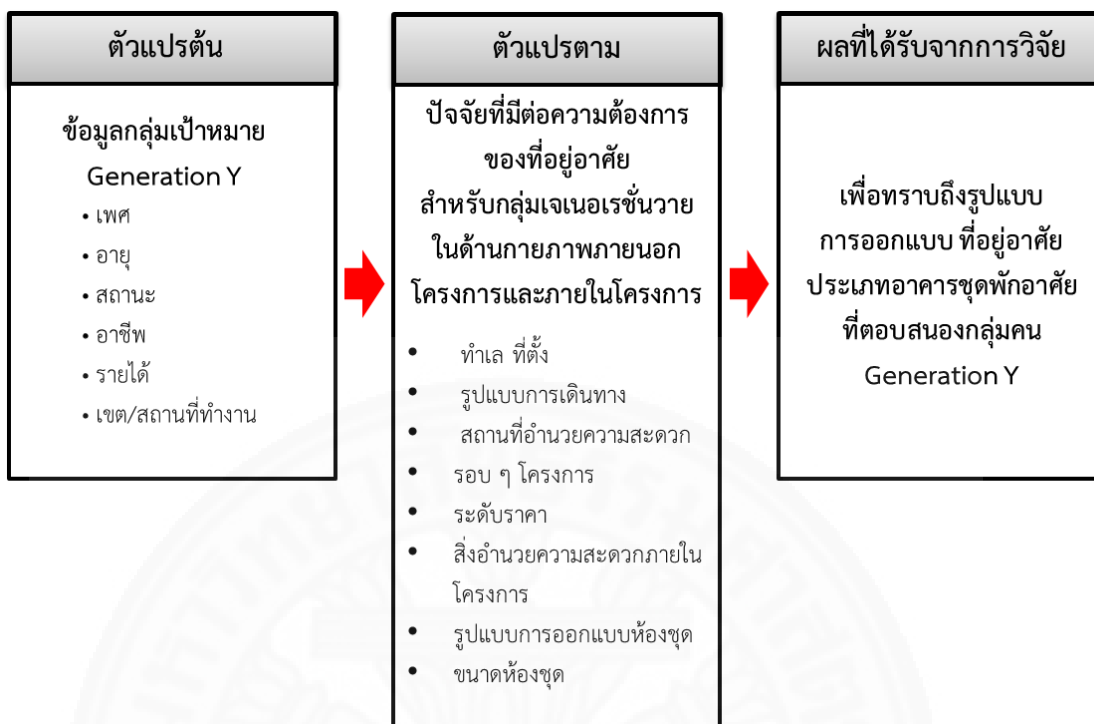 ตัวแปรต้น
ข้อมูลกลุ่มเป้าหมาย
Generation Y
• เพศ
• อายุ
• สถานะ
• อาชีพ
• รายได้
• เขต/สถานที่ทำงาน
ตัวแปรตาม
ปัจจัยที่มีต่อความต้องการ
ของที่อยู่อาศัย
สำหรับกลุ่มเจเนอเรชั่นวาย
ในด้านกายภาพภายนอก
โครงการและภายในโครงการ
• ทำเล ที่ตั้ง
• รูปแบบการเดินทาง
• สถานที่อำนวยความสะดวก
• รอบ ๆ โครงการ
• ระดับราคา
• สิ่งอำนวยความสะดวกภายใน
โครงการ
• รูปแบบการออกแบบห้องชุด
• ขนาดห้องชุด
ผลที่ได้รับจากการวิจัย
เพื่อทราบถึงรูปแบบ
การออกแบบ ที่อยู่อาศัย
ประเภทอาคารชุดพักอาศัย
ที่ตอบสนองกลุ่มคน
Generation Y